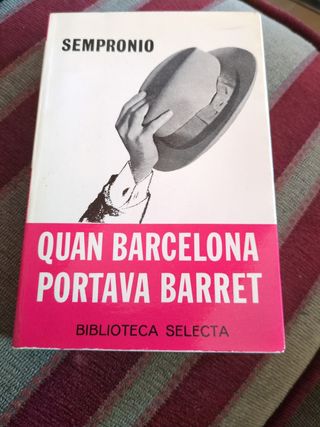 SEMPRONIO
QUAN BARCELONA
PORTAVA BARRET
BIBLIOTECA SELECTA